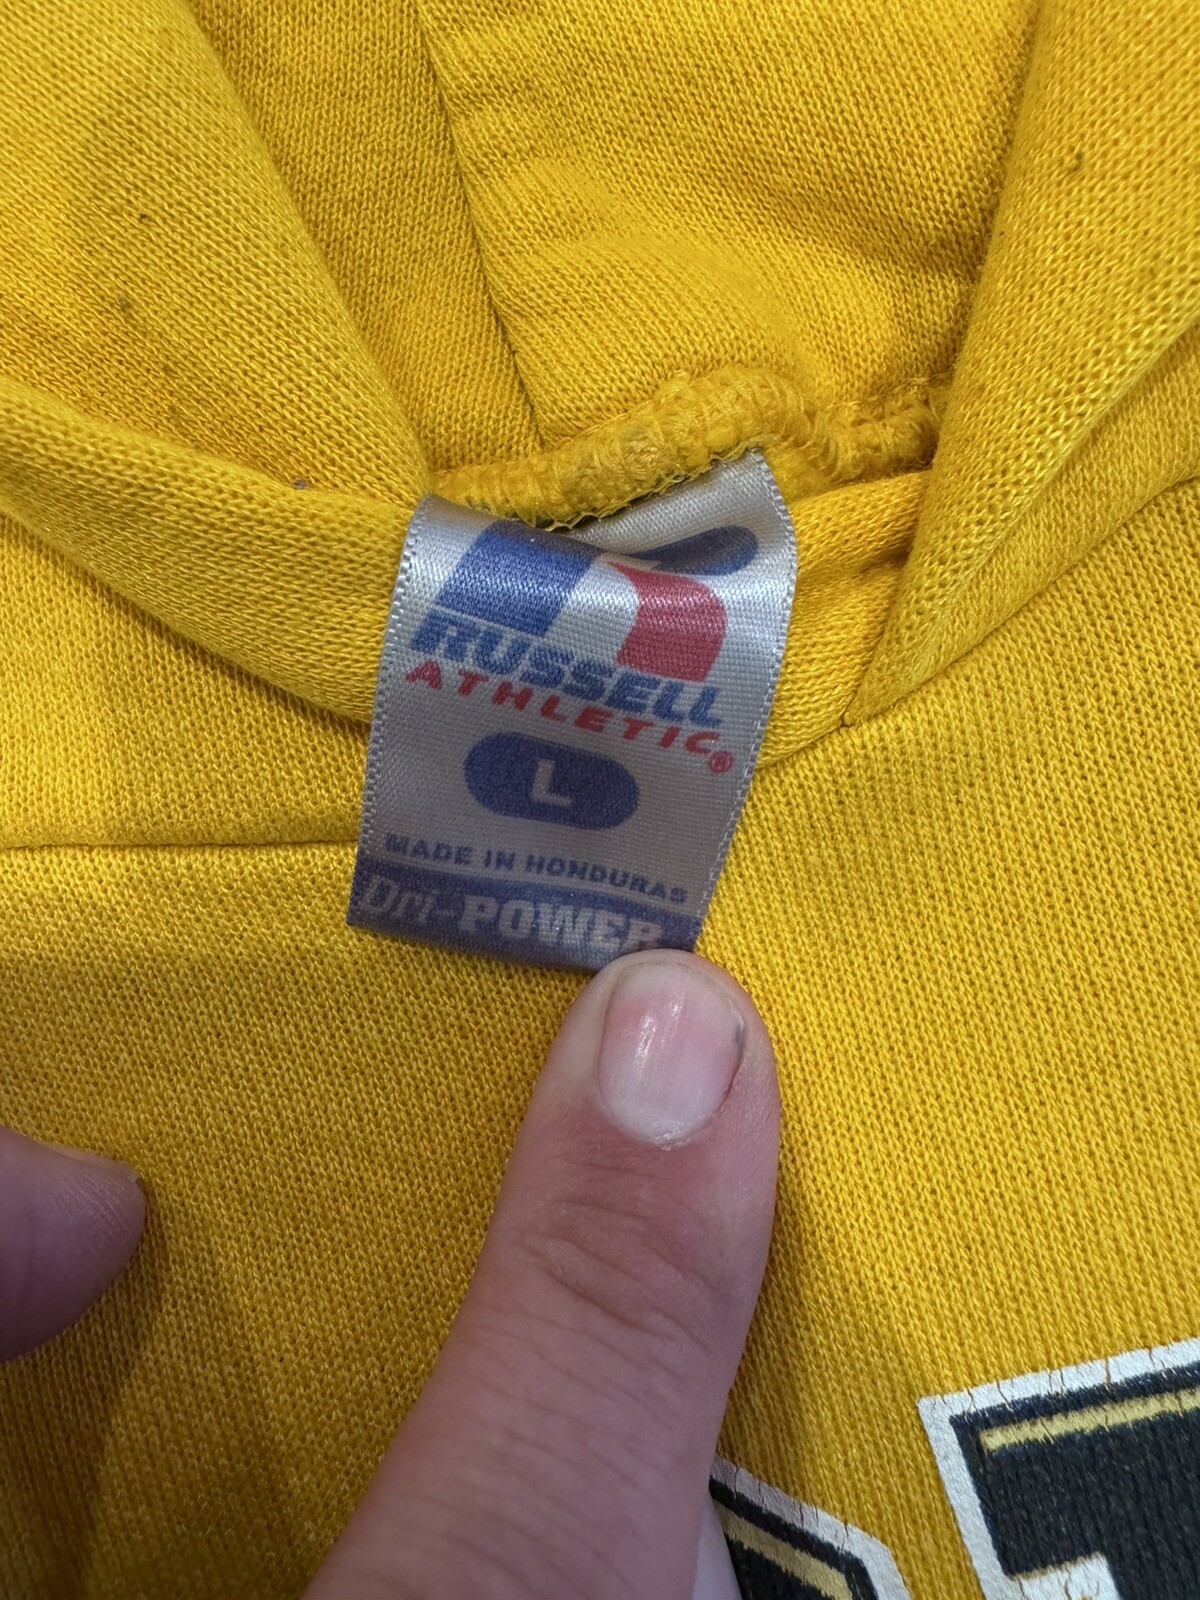 RUSSELL
ATHLETIC®
L
MADE IN HONDURAS
Dri-POWER